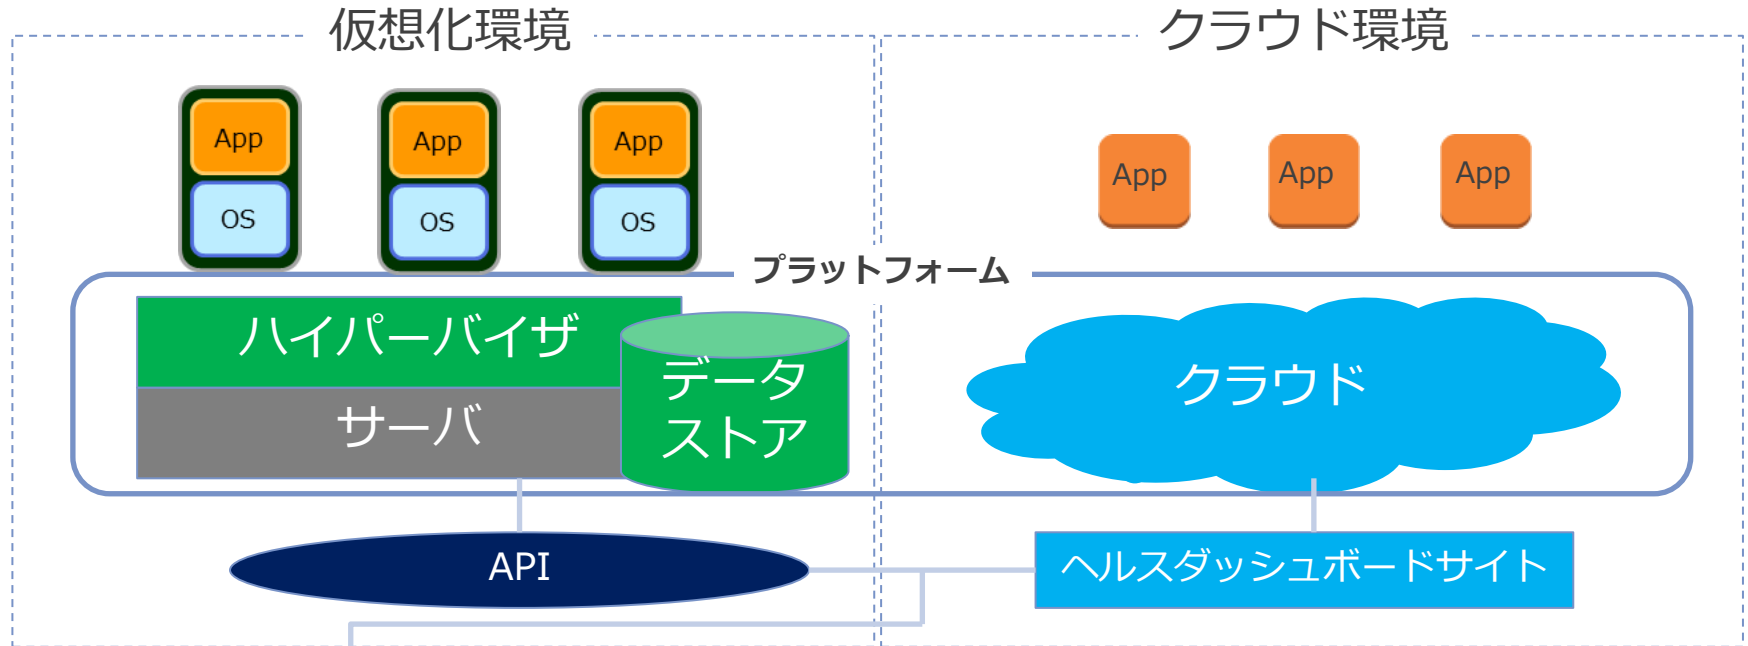 仮想化環境
クラウド環境
App
App
App
OS
OS
OS
App
App
App
プラットフォーム
ハイパーバイザ
サーバ
データ
ストア
クラウド
API
ヘルスダッシュボードサイト